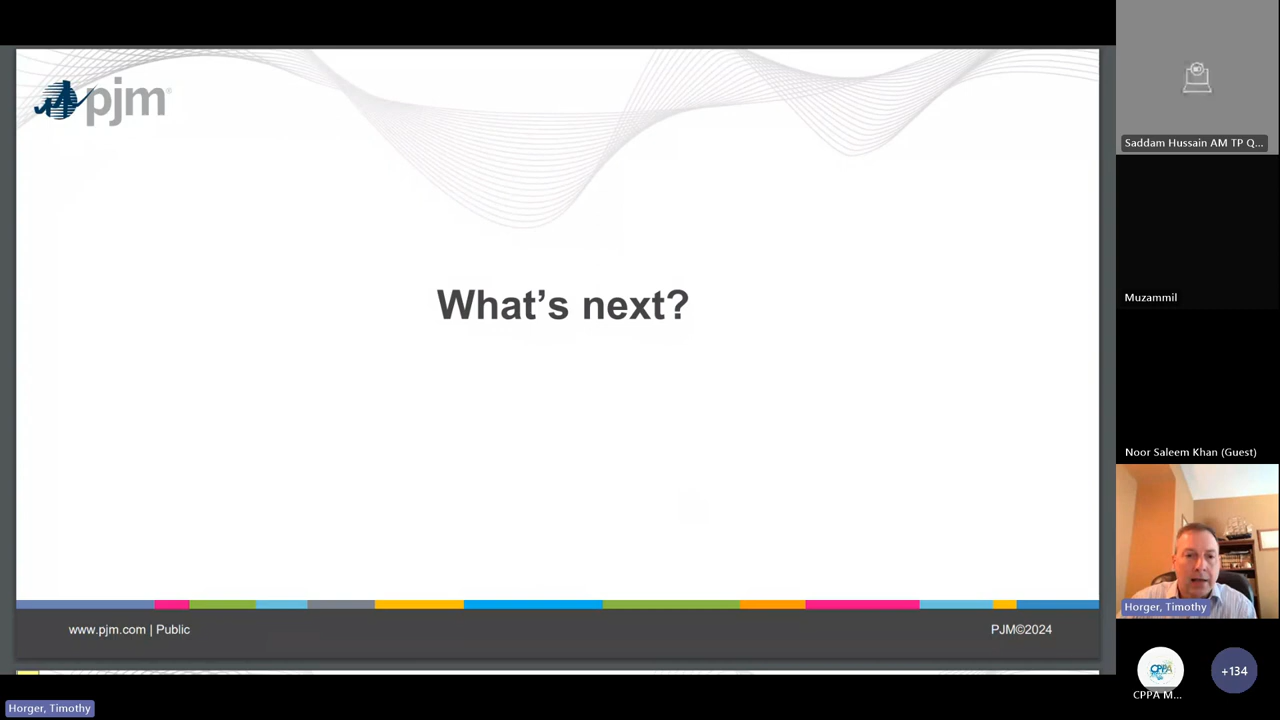 pjm
What's next?
www.pjm.com | Public
PJM©2024
Saddam Hussain AM TP Q...
Muzammil
Noor Saleem Khan (Guest)
Horger, Timothy
CPPA
CPPA M...
+134
Horger, Timothy